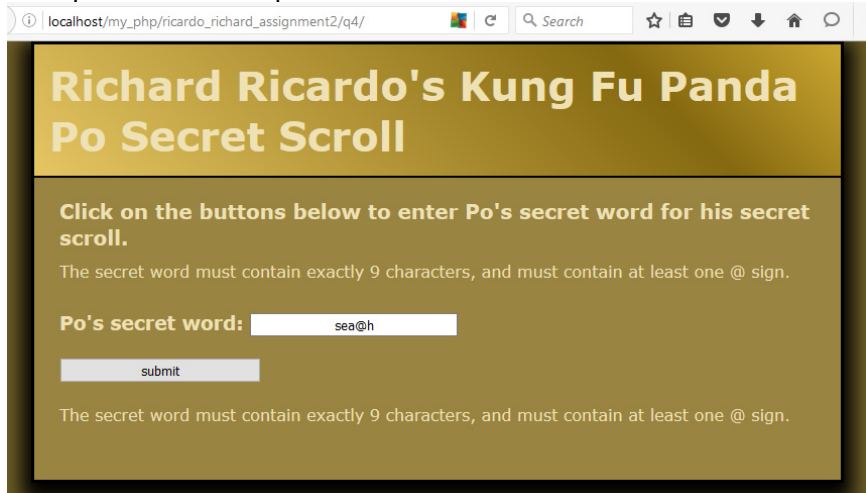 localhost/my_php/ricardo_richard_assignment2/q4/ Search
Richard Ricardo's Kung Fu Panda
Po Secret Scroll
Click on the buttons below to enter Po's secret word for his secret
scroll.
The secret word must contain exactly 9 characters, and must contain at least one @ sign.
Po's secret word: sea@h
submit
The secret word must contain exactly 9 characters, and must contain at least one @ sign.